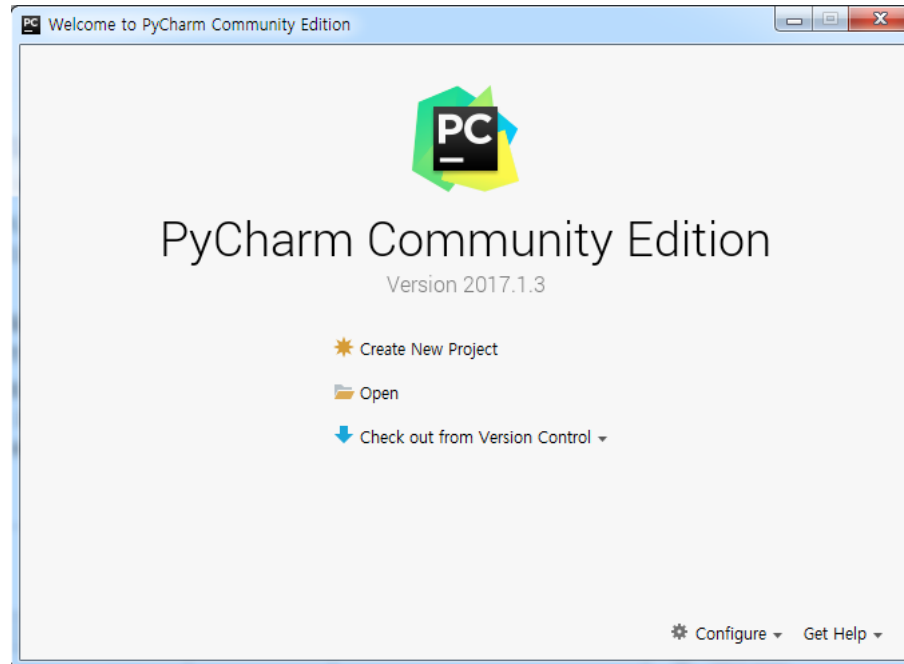 PC Welcome to PyCharm Community Edition
PC
PyCharm Community Edition
Version 2017.1.3
Create New Project
Open
Check out from Version Control
Configure Get Help